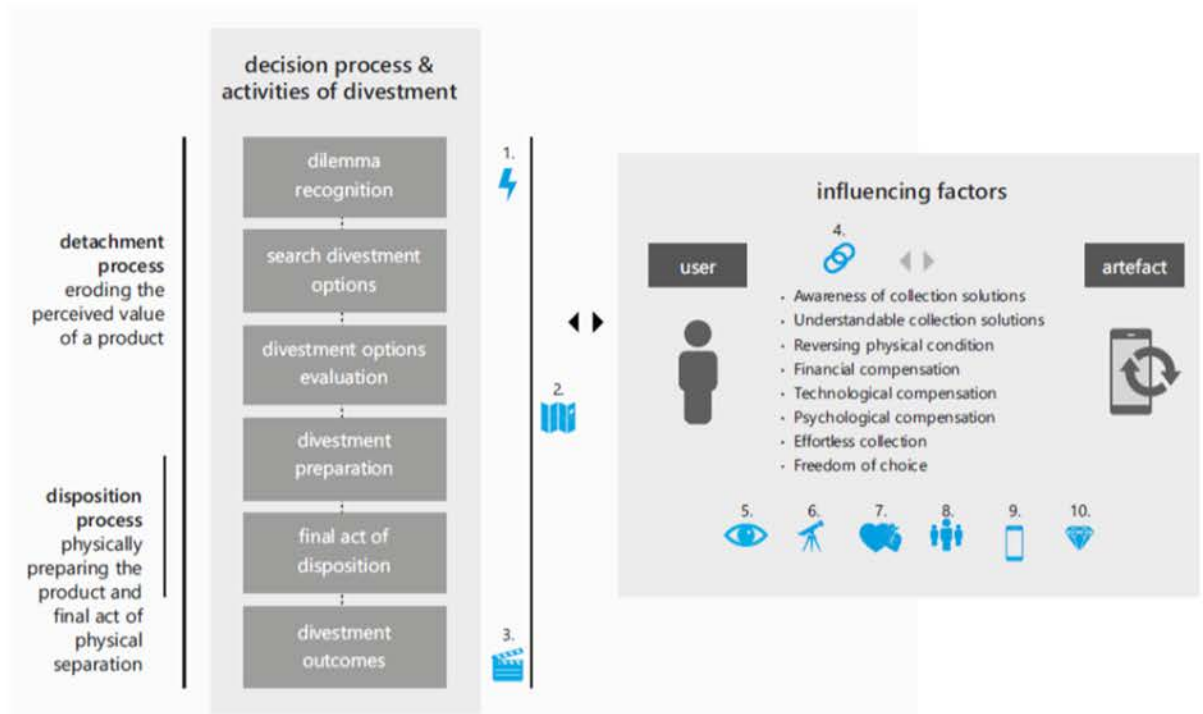 decision process &
activities of divestment
dilemma
recognition
search divestment
options
divestment options
evaluation
divestment
preparation
final act of
disposition
divestment
outcomes
detachment
process
eroding the
perceived value
of a product
disposition
process
physically
preparing the
product and
final act of
physical
separation
1.
2.
3.
influencing factors
user
4.
artefact
· Awareness of collection solutions
· Understandable collection solutions
· Reversing physical condition
· Financial compensation
· Technological compensation
· Psychological compensation
· Effortless collection
· Freedom of choice
5. 6. 7. 8. 9. 10.